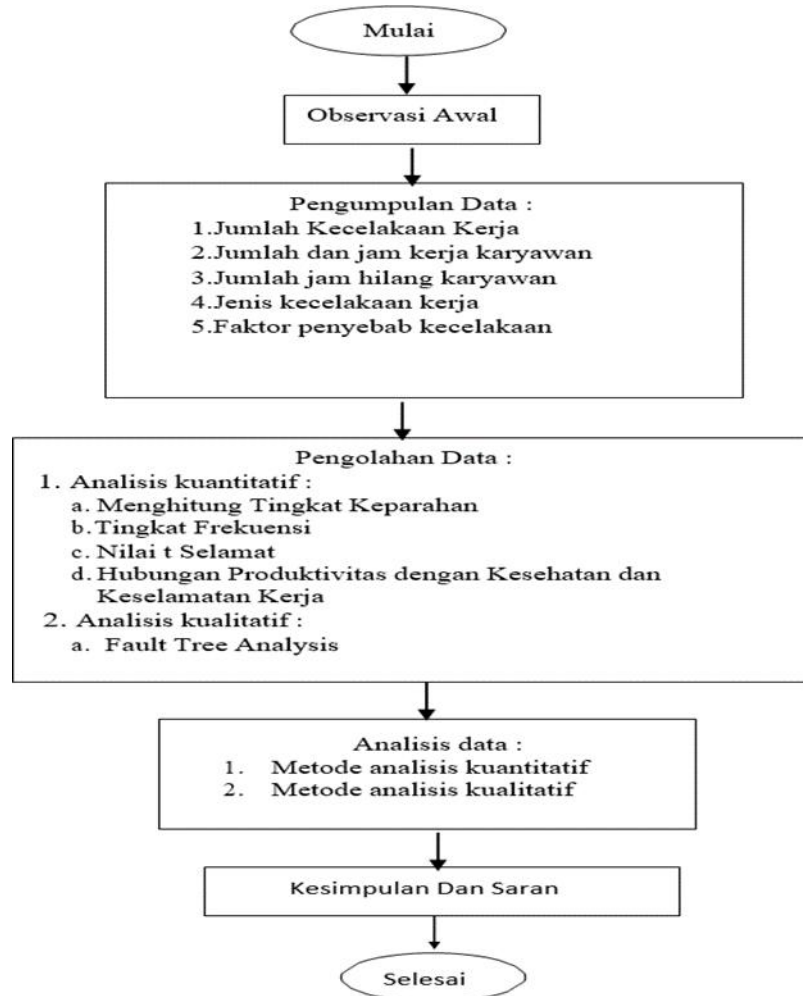 Mulai
Observasi Awal
Pengumpulan Data :
1.Jumlah Kecelakaan Kerja
2.Jumlah dan jam kerja karyawan
3.Jumlah jam hilang karyawan
4.Jenis kecelakaan kerja
5.Faktor penyebab kecelakaan
Pengolahan Data :
1. Analisis kuantitatif :
a. Menghitung Tingkat Keparahan
b.Tingkat Frekuensi
c. Nilai t Selamat
d. Hubungan Produktivitas dengan Kesehatan dan
Keselamatan Kerja
2. Analisis kualitatif :
a. Fault Tree Analysis
Analisis data :
1. Metode analisis kuantitatif
2. Metode analisis kualitatif
Kesimpulan Dan Saran
Selesai